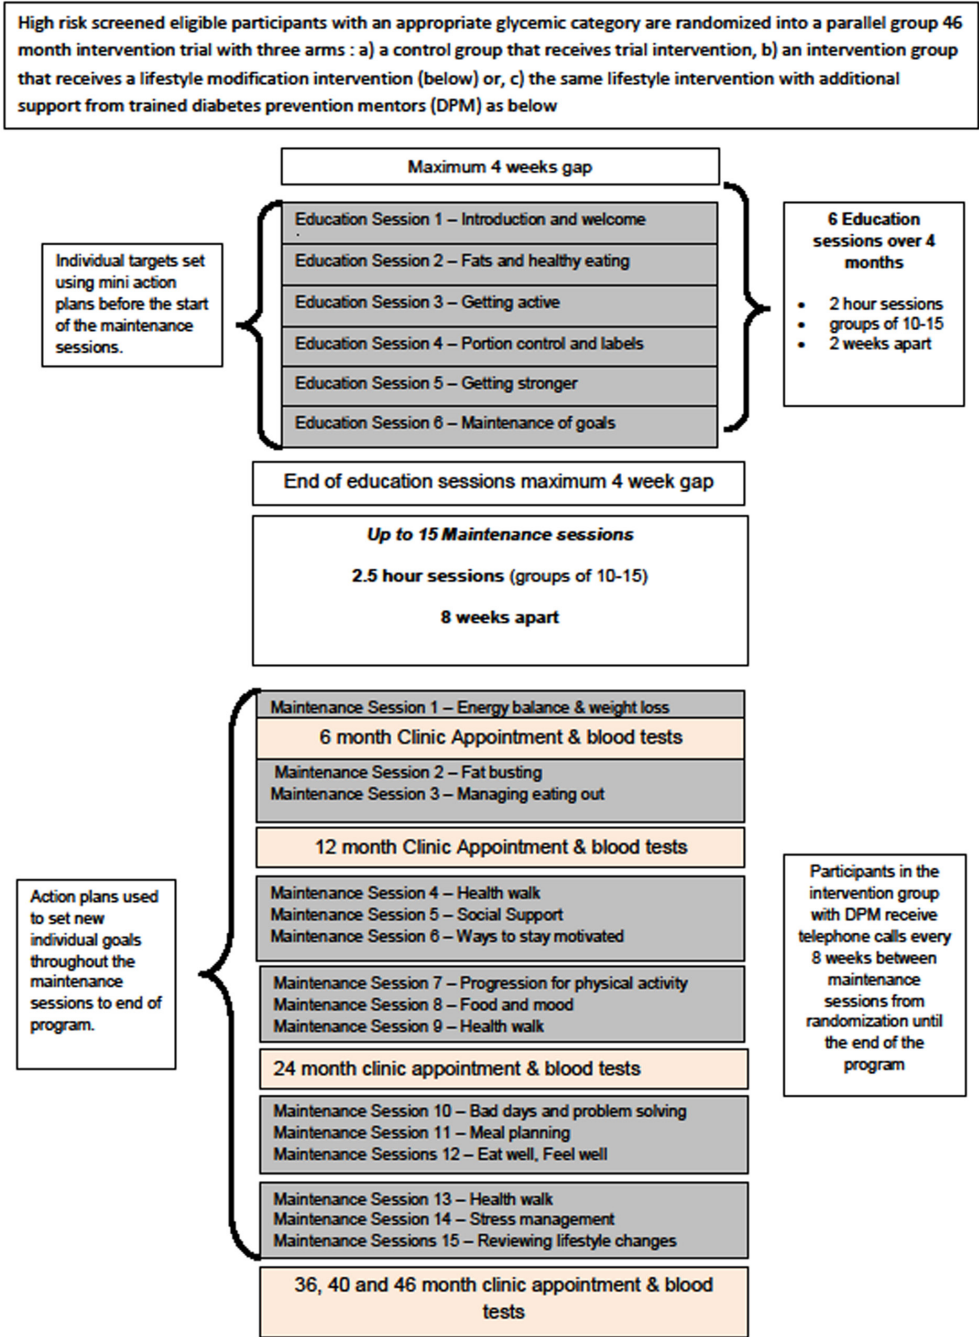 High risk screened eligible participants with an appropriate glycemic category are randomized into a parallel group 46
month intervention trial with three arms : a) a control group that receives trial intervention, b) an intervention group
that receives a lifestyle modification intervention (below) or, c) the same lifestyle intervention with additional
support from trained diabetes prevention mentors (DPM) as below
Maximum 4 weeks gap
Individual targets set
using mini action
plans before the start
of the maintenance
sessions.
Education Session 1 – Introduction and welcome
.
Education Session 2 – Fats and healthy eating
Education Session 3 – Getting active
Education Session 4 – Portion control and labels
Education Session 5 – Getting stronger
Education Session 6 – Maintenance of goals
6 Education
sessions over 4
months
• 2 hour sessions
• groups of 10-15
• 2 weeks apart
End of education sessions maximum 4 week gap
Up to 15 Maintenance sessions
2.5 hour sessions (groups of 10-15)
8 weeks apart
Action plans used
to set new
individual goals
throughout the
maintenance
sessions to end of
program.
Maintenance Session 1 – Energy balance & weight loss
6 month Clinic Appointment & blood tests
Maintenance Session 2 – Fat busting
Maintenance Session 3 – Managing eating out
12 month Clinic Appointment & blood tests
Maintenance Session 4 – Health walk
Maintenance Session 5 – Social Support
Maintenance Session 6 – Ways to stay motivated
Maintenance Session 7 – Progression for physical activity
Maintenance Session 8 – Food and mood
Maintenance Session 9 – Health walk
24 month clinic appointment & blood tests
Maintenance Session 10 – Bad days and problem solving
Maintenance Session 11 – Meal planning
Maintenance Sessions 12 – Eat well, Feel well
Maintenance Session 13 – Health walk
Maintenance Session 14 – Stress management
Maintenance Sessions 15 – Reviewing lifestyle changes
36, 40 and 46 month clinic appointment & blood
tests
Participants in the
intervention group
with DPM receive
telephone calls every
8 weeks between
maintenance
sessions from
randomization until
the end of the
program